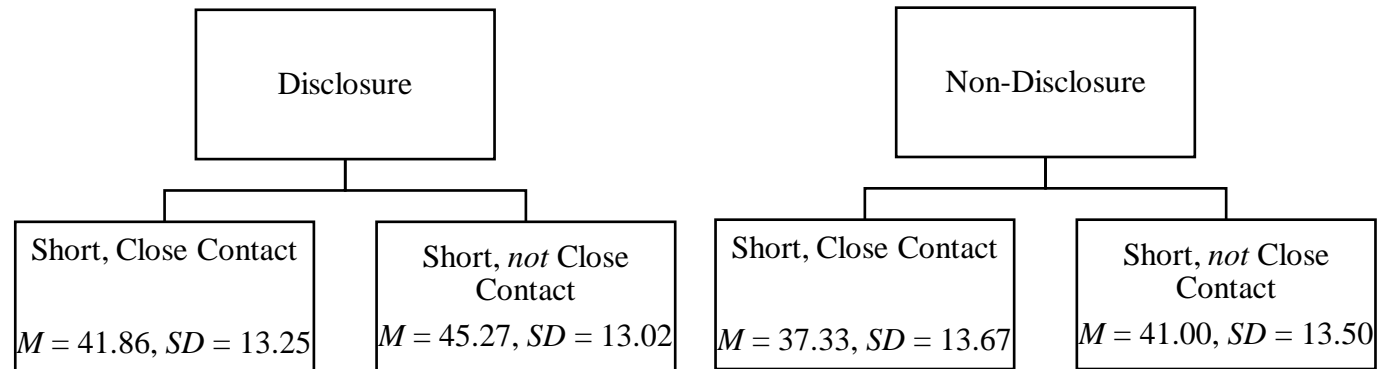 Disclosure
Short, Close Contact
M = 41.86, SD = 13.25
Short, not Close
Contact
M = 45.27, SD = 13.02
Non-Disclosure
Short, Close Contact
M = 37.33, SD = 13.67
Short, not Close
Contact
M = 41.00, SD = 13.50